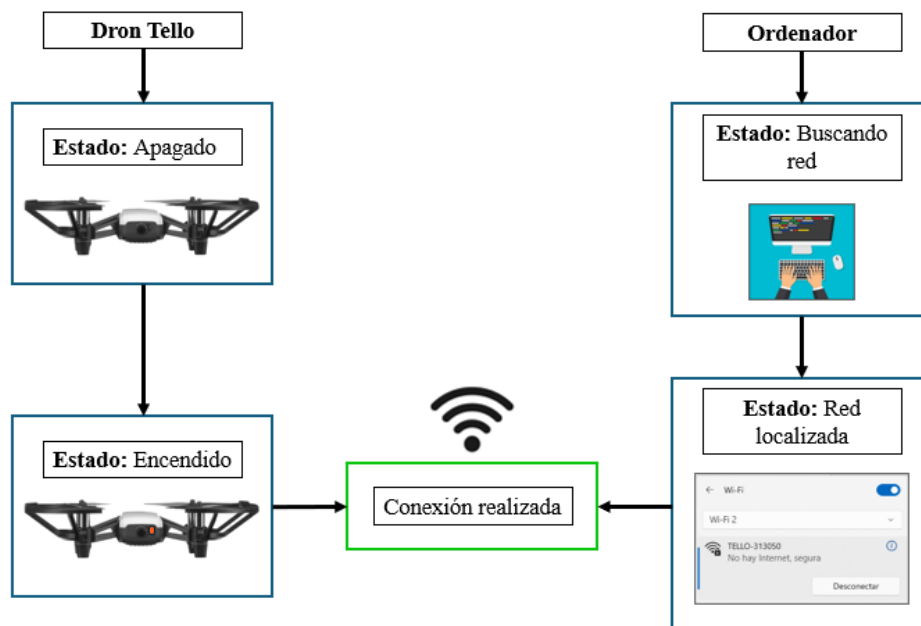 Dron Tello
Ordenador
Estado: Apagado
Estado: Buscando
red
Estado: Encendido
Conexión realizada
Estado: Red
localizada
Wi-Fi
Wi-Fi 2
TELLO-313050
No hay Internet, segura
Desconectar